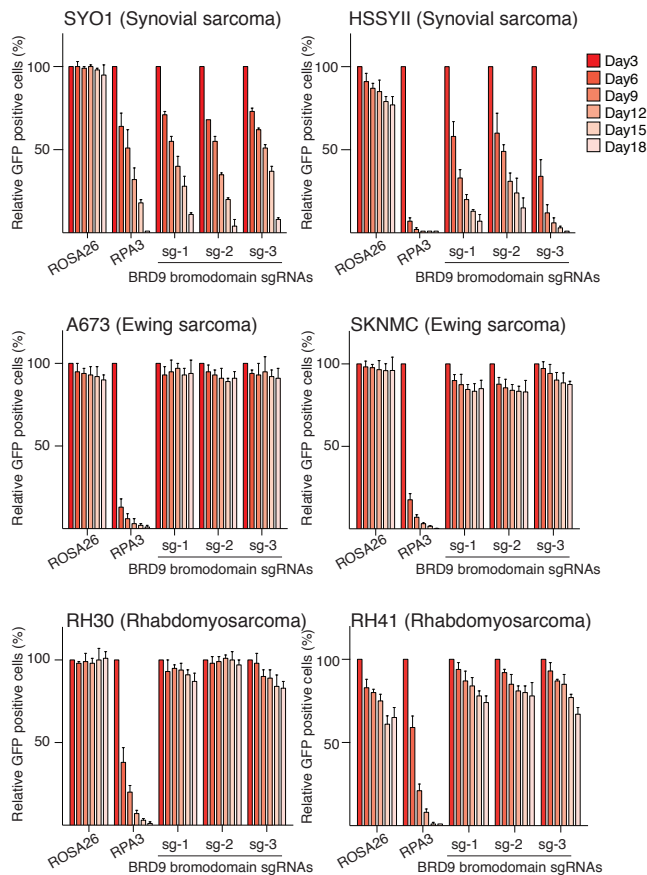 SYO1 (Synovial sarcoma)
Relative GFP positive cells (%)
100
50
ROSA26
RPA3
sg-1
sg-2
sg-3
BRD9 bromodomain sgRNAs
HSSYII (Synovial sarcoma)
Relative GFP positive cells (%)
100
50
ROSA26
RPA3
sg-1
sg-2
sg-3
BRD9 bromodomain sgRNAs
Day3
Day6
Day9
Day12
Day15
Day18
A673 (Ewing sarcoma)
Relative GFP positive cells (%)
100
50
ROSA26
RPA3
sg-1
sg-2
sg-3
BRD9 bromodomain sgRNAs
SKNMC (Ewing sarcoma)
Relative GFP positive cells (%)
100
50
ROSA26
RPA3
sg-1
sg-2
sg-3
BRD9 bromodomain sgRNAs
RH30 (Rhabdomyosarcoma)
Relative GFP positive cells (%)
100
50
ROSA26
RPA3
sg-1
sg-2
sg-3
BRD9 bromodomain sgRNAs
RH41 (Rhabdomyosarcoma)
Relative GFP positive cells (%)
100
50
ROSA26
RPA3
sg-1
sg-2
sg-3
BRD9 bromodomain sgRNAs